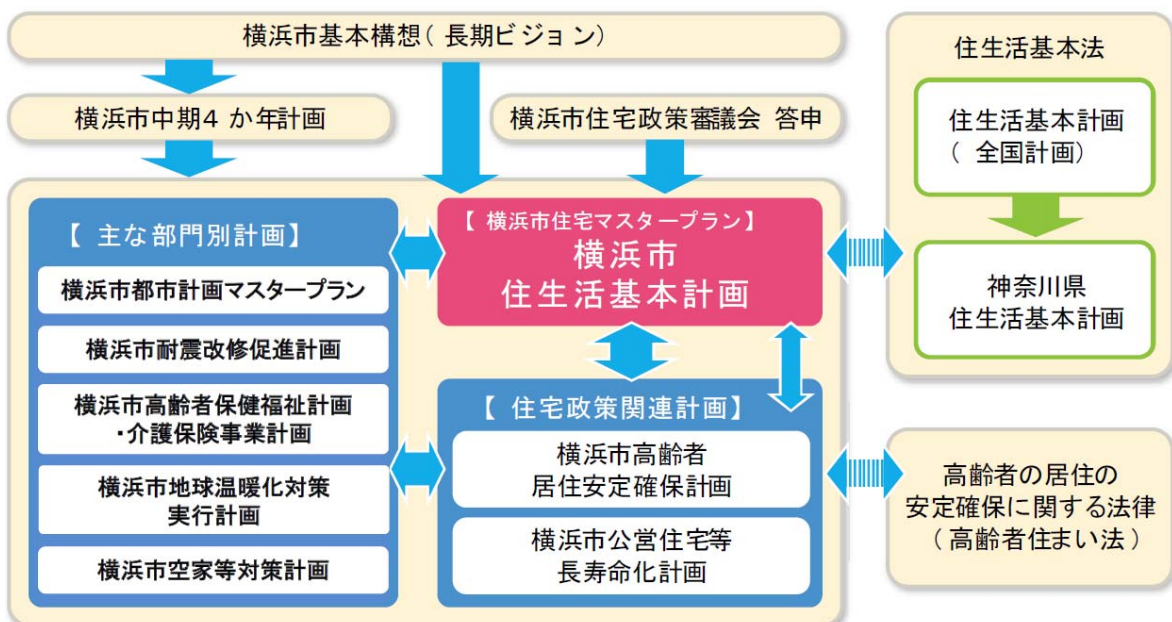 横浜市基本構想(長期ビジョン)
横浜市中期4か年計画
横浜市住宅政策審議会 答申
【 主な部門別計画】
横浜市都市計画マスタープラン
横浜市耐震改修促進計画
横浜市高齢者保健福祉計画
・介護保険事業計画
横浜市地球温暖化対策
実行計画
横浜市空家等対策計画
【 横浜市住宅マスタープラン】
横浜市
住生活基本計画
【 住宅政策関連計画】
横浜市高齢者
居住安定確保計画
横浜市公営住宅等
長寿命化計画
住生活基本法
住生活基本計画
( 全国計画)
神奈川県
住生活基本計画
高齢者の居住の
安定確保に関する法律
(高齢者住まい法)